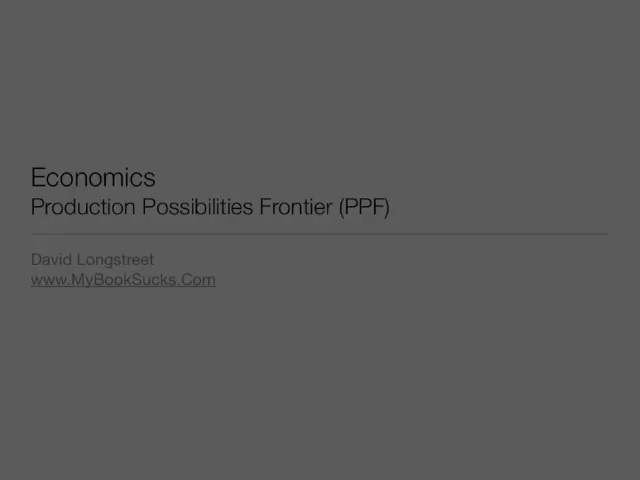 Economics
Production Possibilities Frontier (PPF)
David Longstreet
www.MyBookSucks.Com